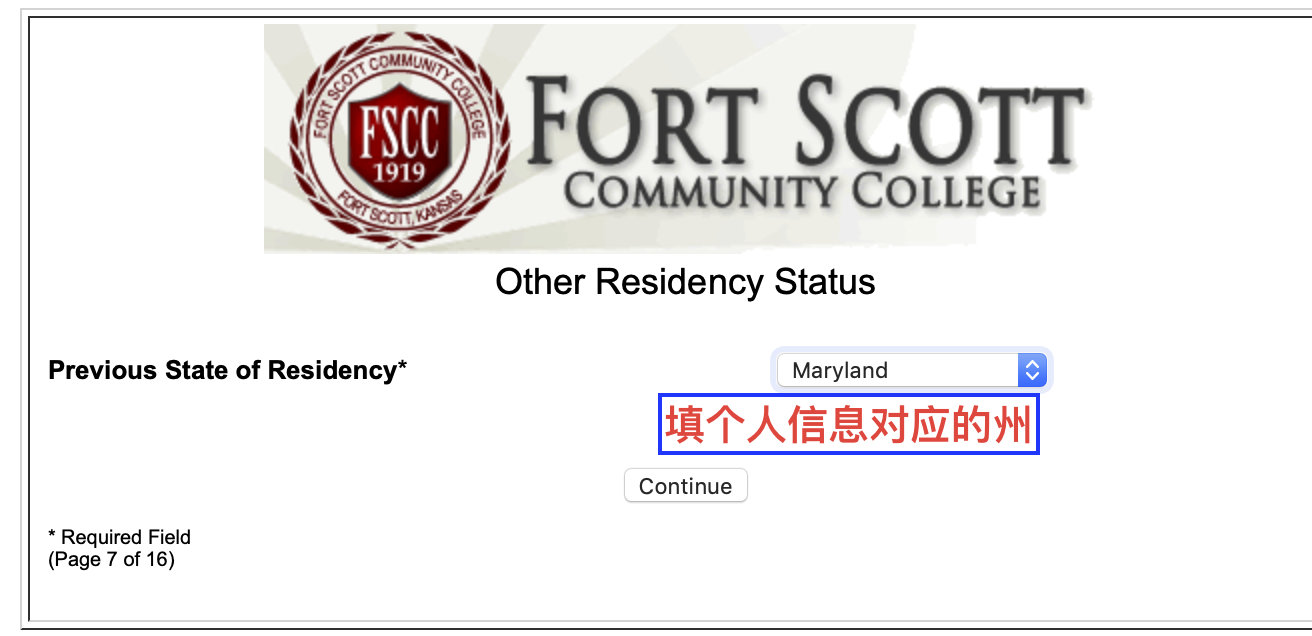 FORT SCOTT COMMUNITY COLLEGE
FSCC
1919
FORT SCOTT, KANSAS
FORT SCOTT
COMMUNITY COLLEGE
Other Residency Status
Previous State of Residency*
Maryland
填个人信息对应的州
Continue
* Required Field
(Page 7 of 16)